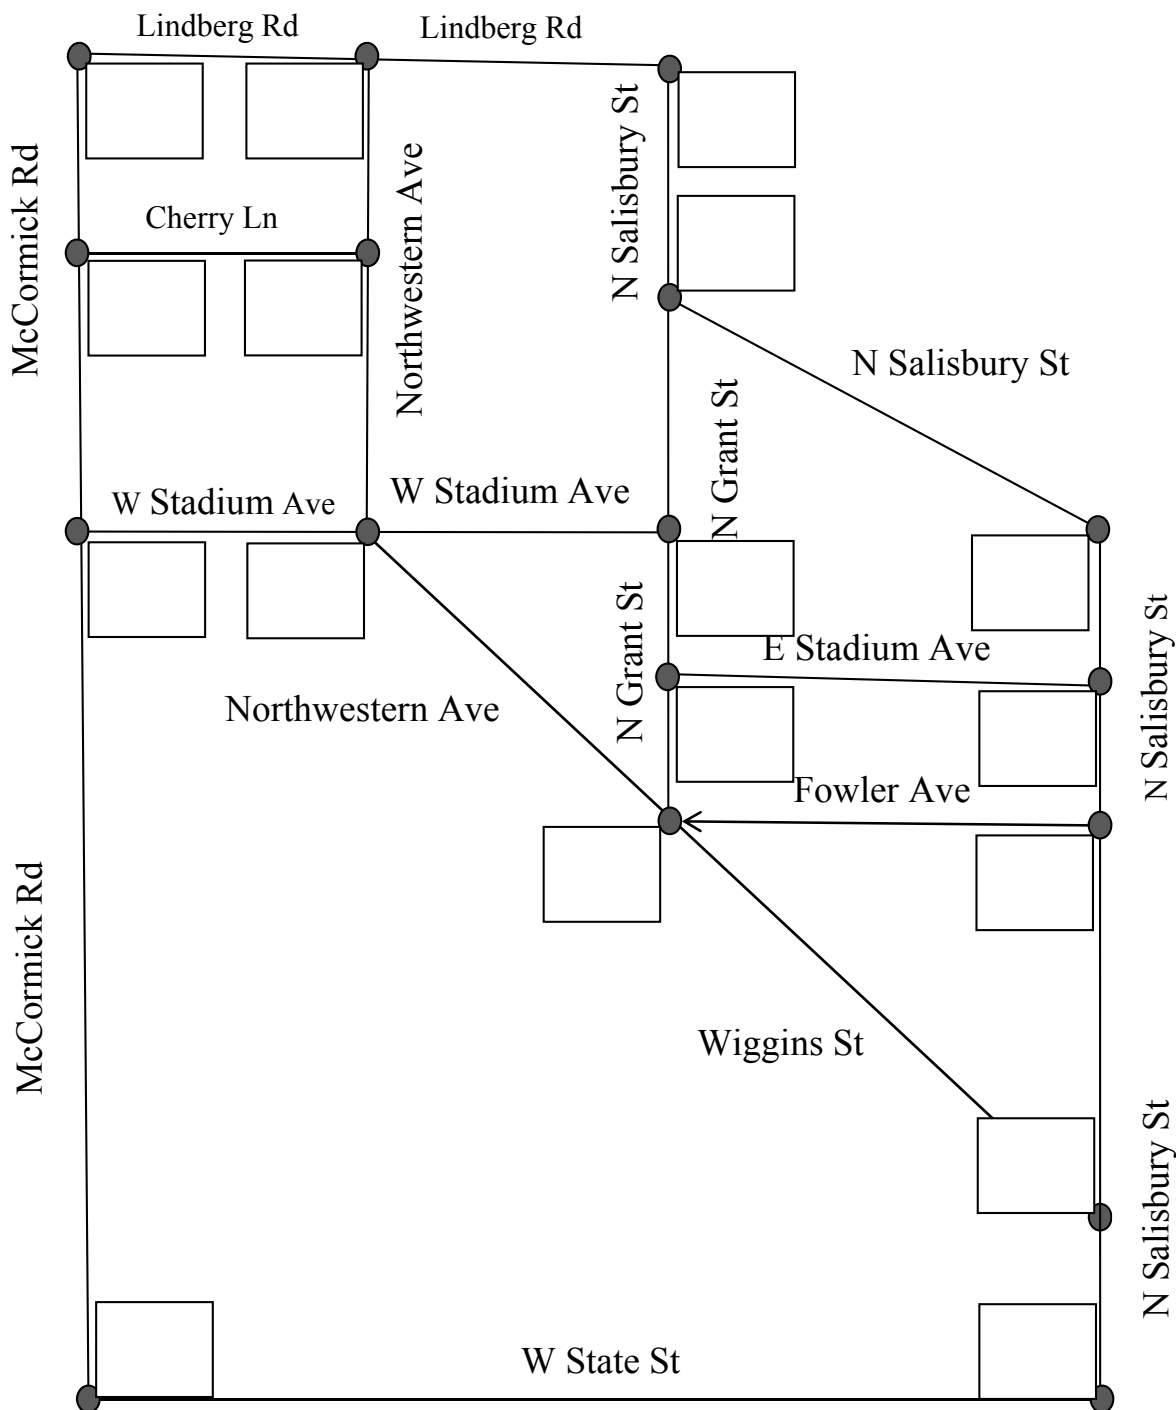 Lindberg Rd
Lindberg Rd
N Salisbury St
McCormick Rd
Northwestern Ave
Cherry Ln
N Salisbury St
N Grant St
W Stadium Ave
W Stadium Ave
N Grant St
E Stadium Ave
N Salisbury St
Northwestern Ave
Fowler Ave
McCormick Rd
Wiggins St
N Salisbury St
W State St